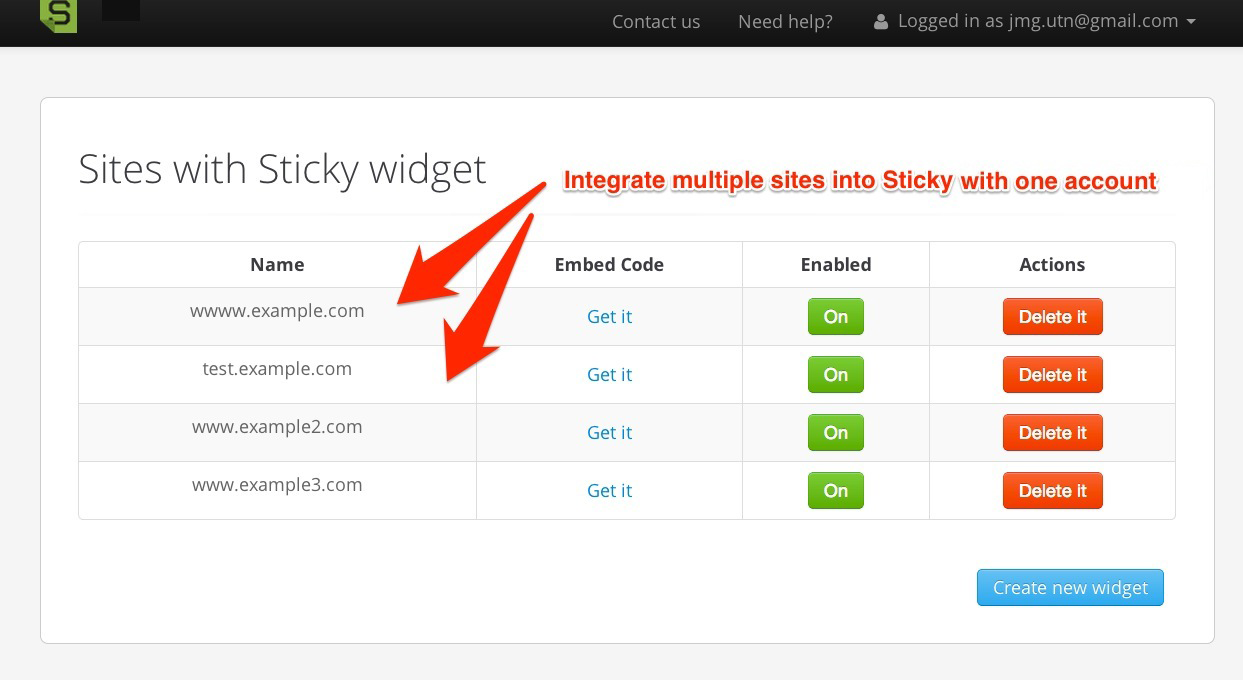 S
Contact us Need help? Logged in as jmg.utn@gmail.com
Sites with Sticky widget
Integrate multiple sites into Sticky with one account
Name Embed Code Enabled Actions
wwww.example.com Get it On Delete it
test.example.com Get it On Delete it
www.example2.com Get it On Delete it
www.example3.com Get it On Delete it
Create new widget